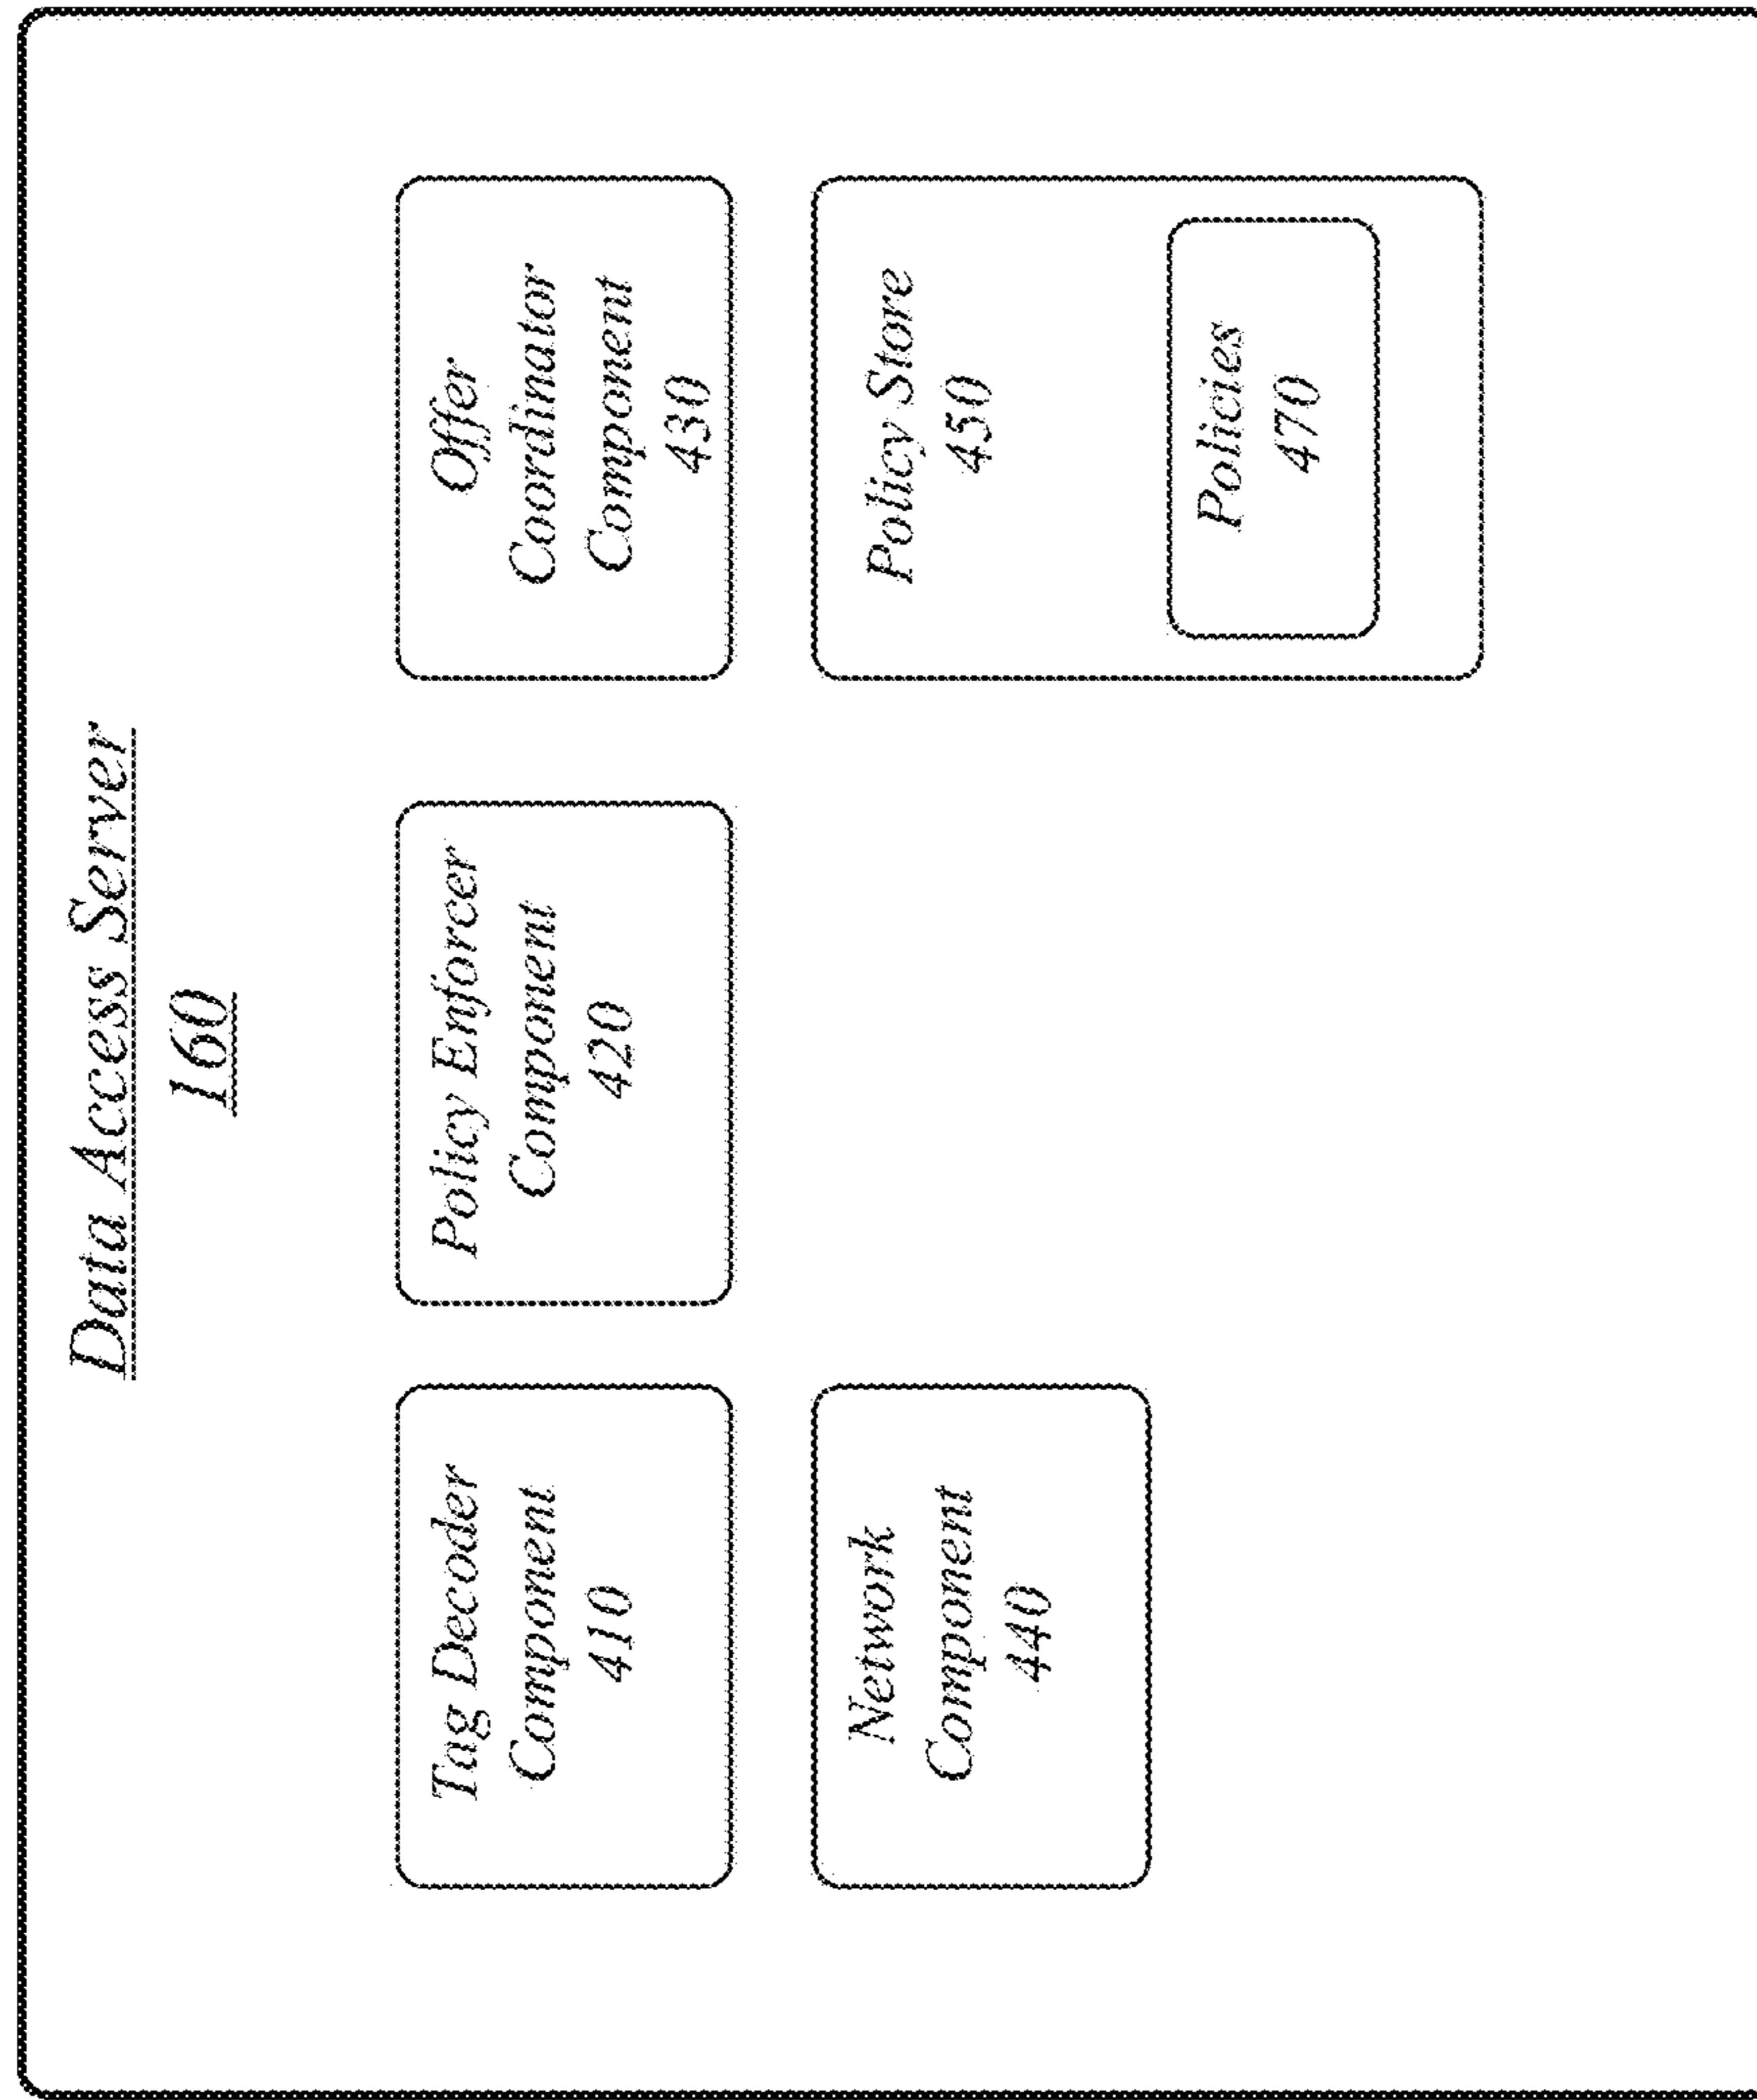 Data Access Server
160
Tag Decoder
Component
410
Policy Enforcer
Component
420
Offer
Coordinator
Component
430
Network
Component
440
Policy Store
450
Policies
470